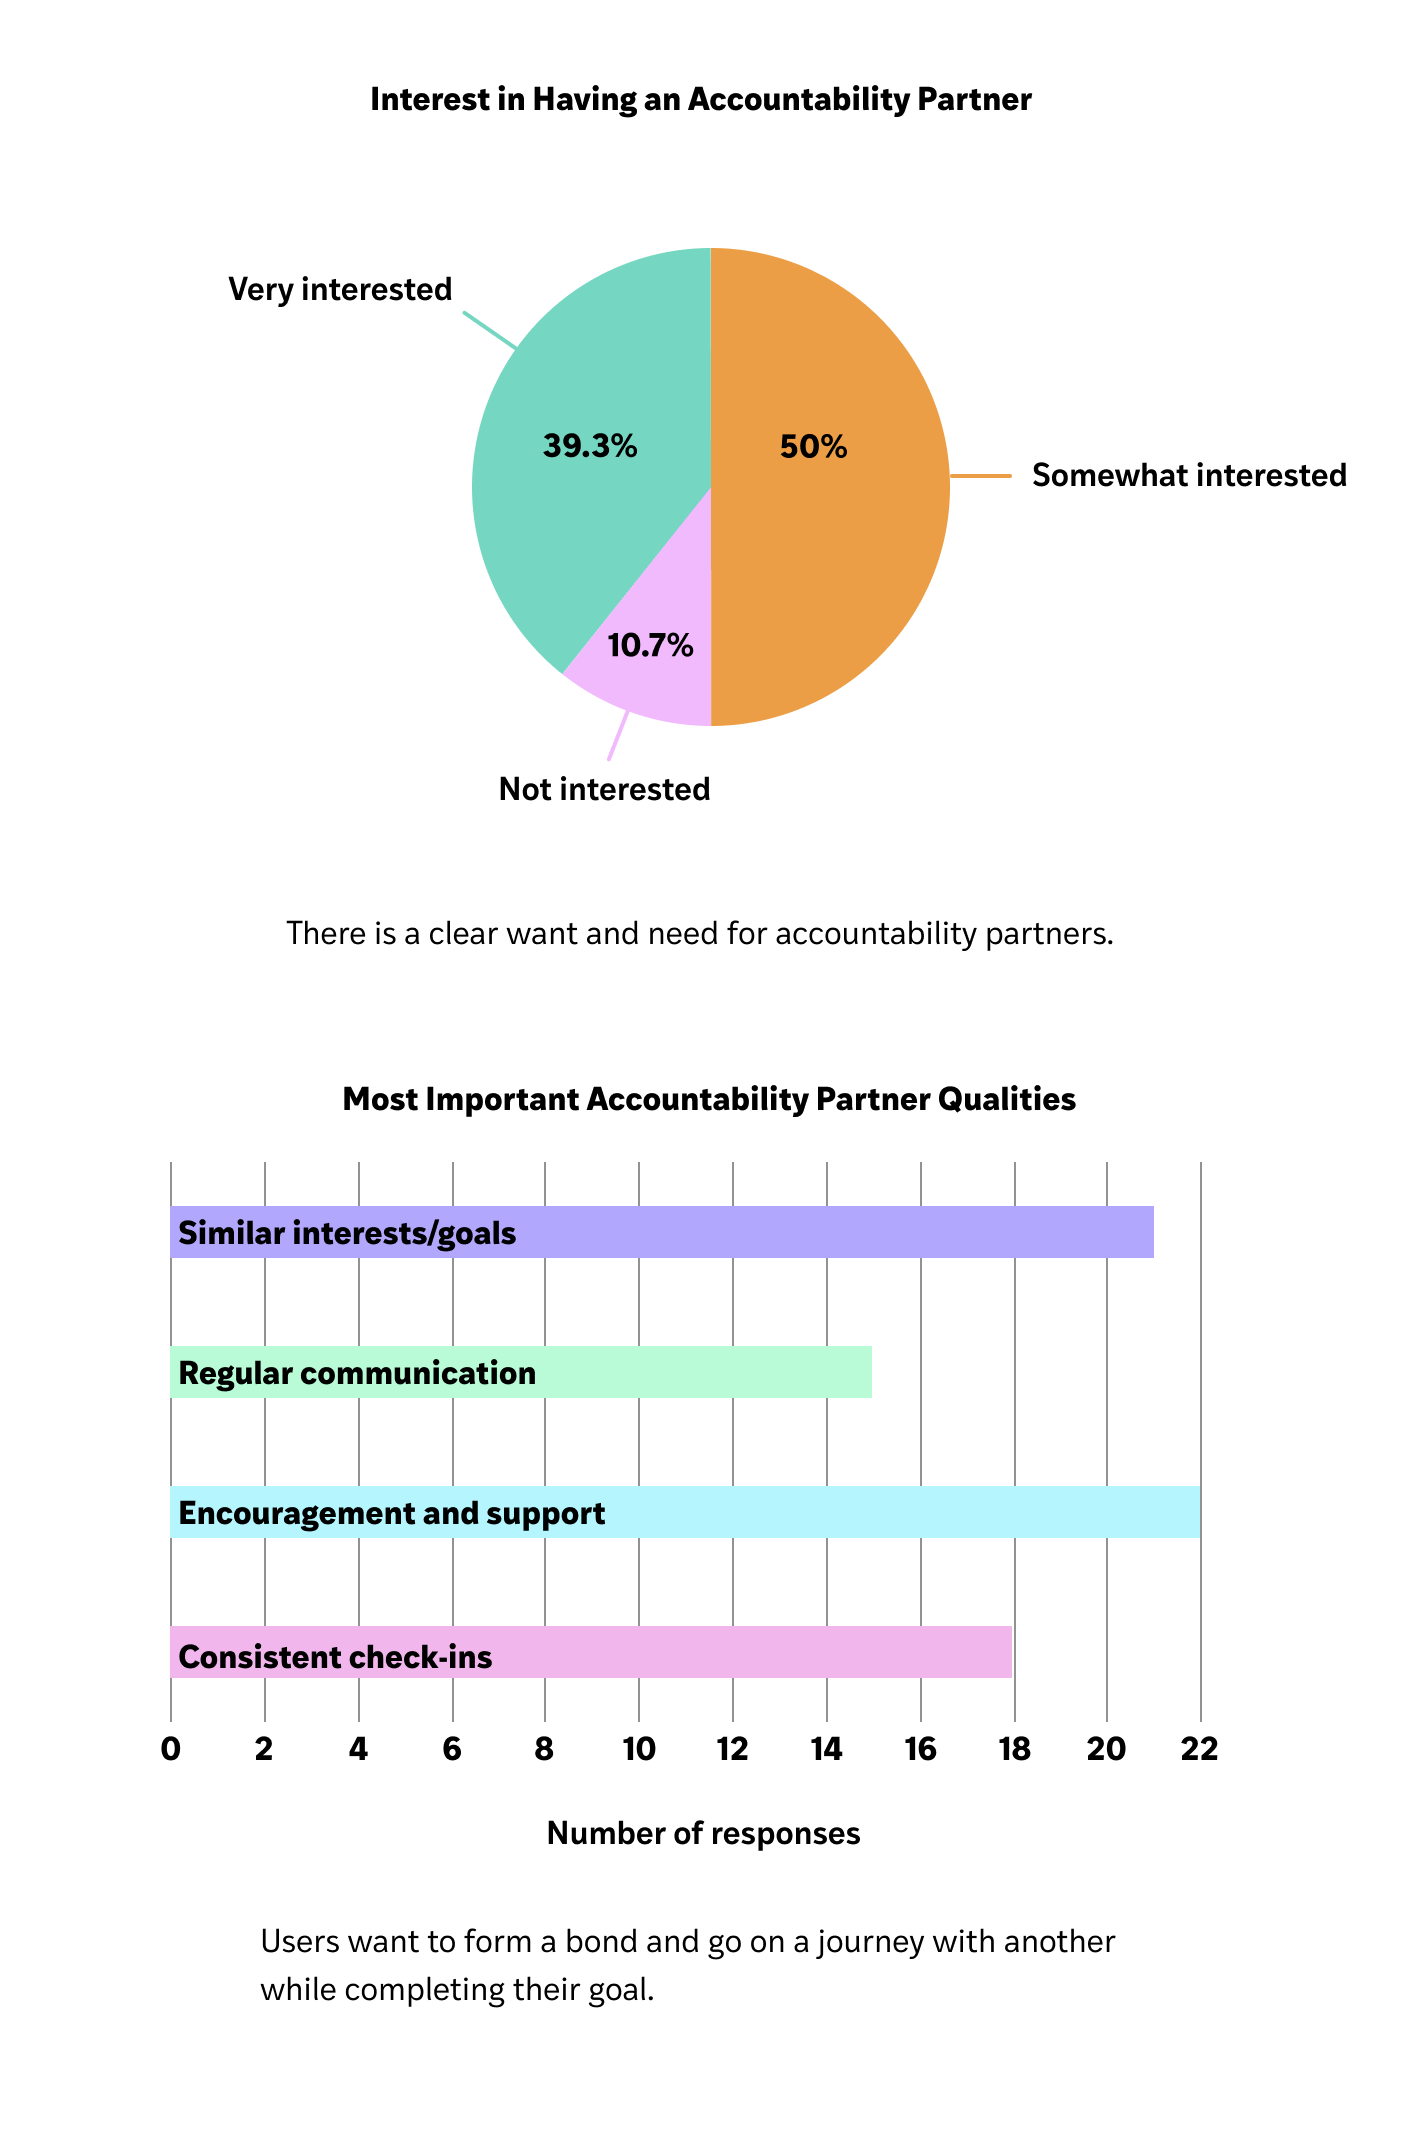 Interest in Having an Accountability Partner
Very interested
39.3%
50%
Somewhat interested
10.7%
Not interested
There is a clear want and need for accountability partners.
Most Important Accountability Partner Qualities
Similar interests/goals
Regular communication
Encouragement and support
Consistent check-ins
0 2 4 6 8 10 12 14 16 18 20 22
Number of responses
Users want to form a bond and go on a journey with another
while completing their goal.